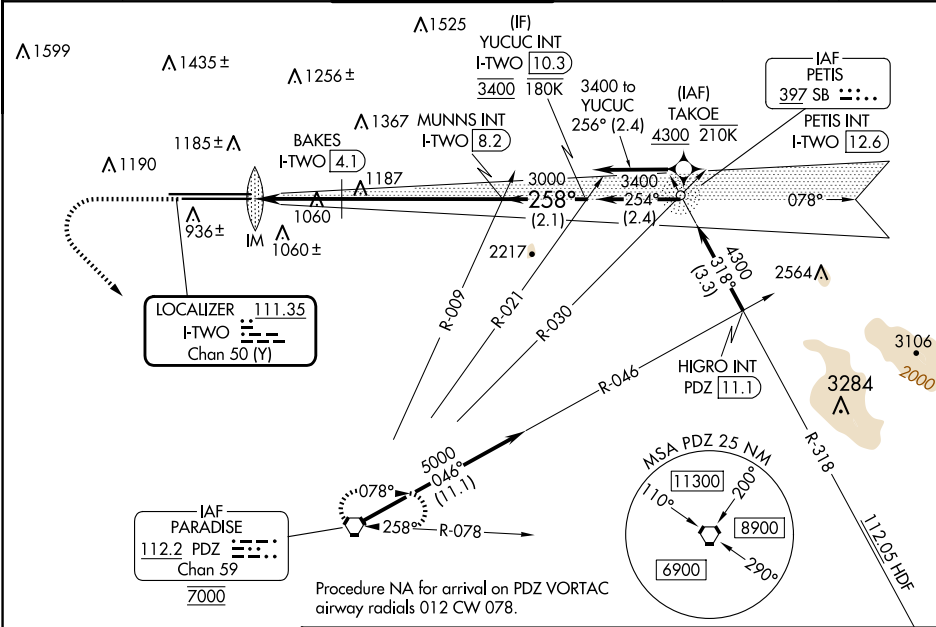 1599
1435 ±
1525
1256 ±
(IF)
YUCUC INT
I-TWO 10.3
3400 180K
3400 to
YUCUC
256° (2.4)
(IAF)
TAKOE
4300 210K
IAF
PETIS
397 SB
PETIS INT
I-TWO 12.6
1367
MUNNS INT
I-TWO 8.2
1185 ±
BAKES
I-TWO 4.1
1190
1187
3000
3400
258°
254°
078°
(2.1)
(2.4)
1060
936 ±
IM
1060 ±
2217
4300
318°
(3.3)
2564
LOCALIZER 111.35
I-TWO
Chan 50 (Y)
R-009
R-021
R-030
R-046
HIGRO INT
PDZ 11.1
3106
2000
3284
R-318
112.05 HDF
5000
046°
(11.1)
078°
258°
R-078
IAF
PARADISE
112.2 PDZ
Chan 59
7000
MSA PDZ 25 NM
11300
110°
200°
8900
6900
290°
Procedure NA for arrival on PDZ VORTAC
airway radials 012 CW 078.